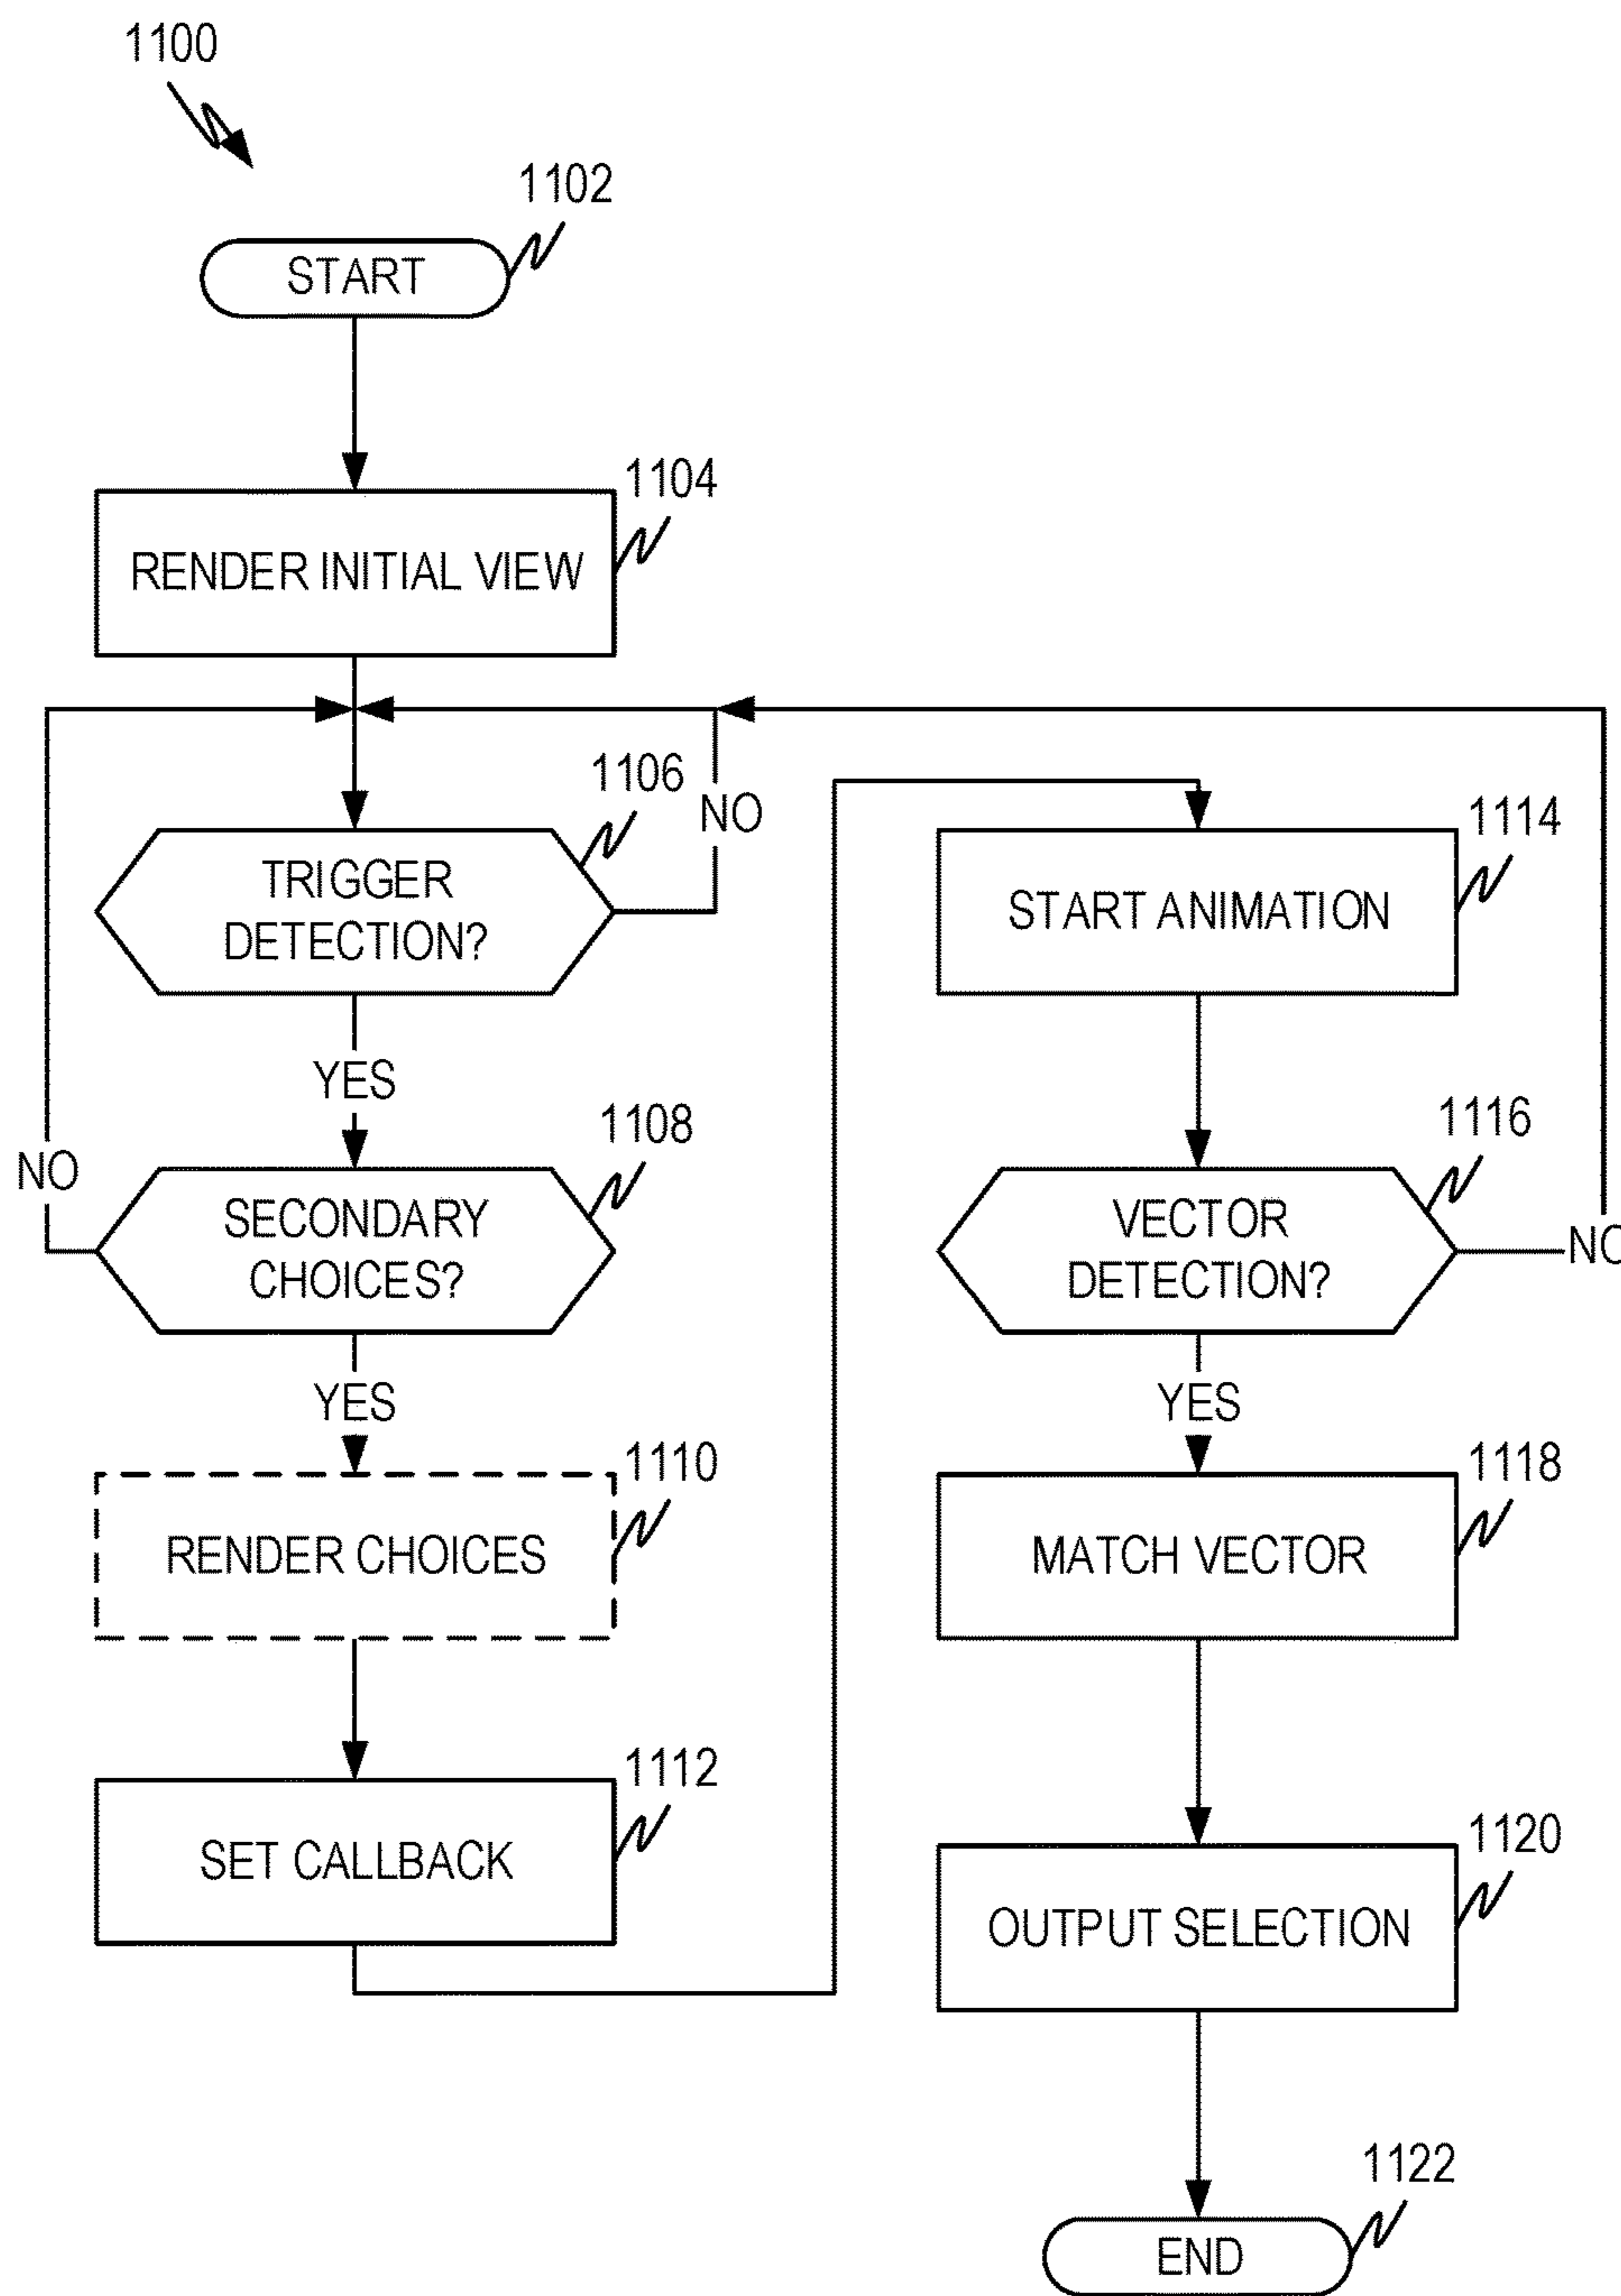 1100
1102
START
1104
RENDER INITIAL VIEW
1106
NO
TRIGGER
DETECTION?
YES
1108
NO
SECONDARY
CHOICES?
YES
1110
RENDER CHOICES
1112
SET CALLBACK
1114
START ANIMATION
1116
VECTOR
DETECTION?
NO
YES
1118
MATCH VECTOR
1120
OUTPUT SELECTION
1122
END